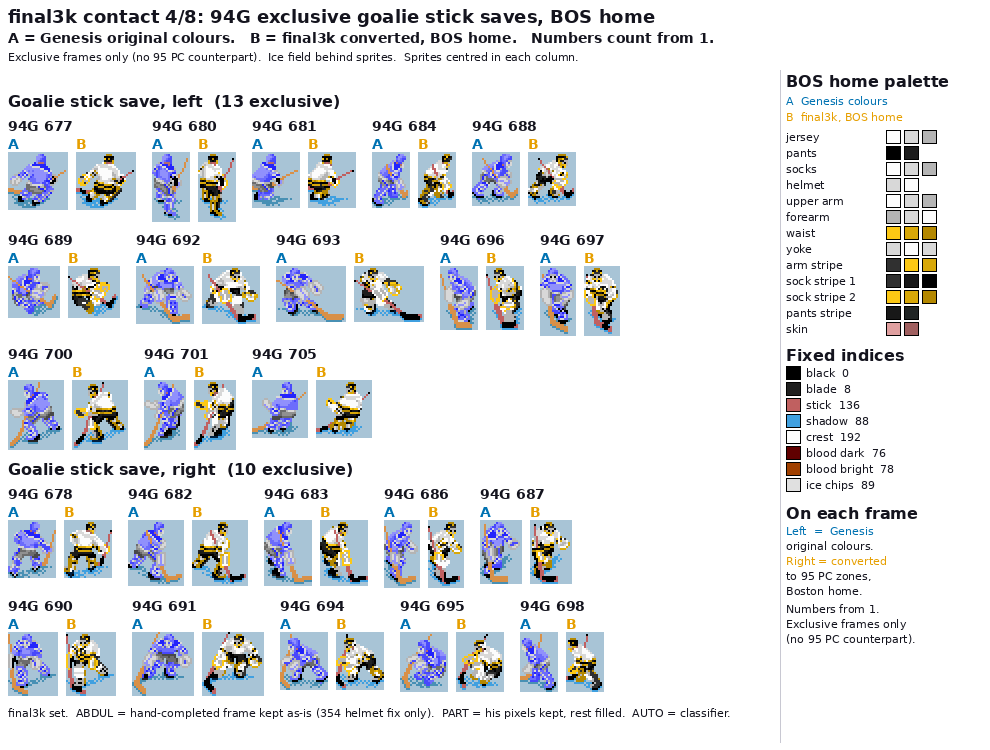 final3k contact 4/8: 94G exclusive goalie stick saves, BOS home
A = Genesis original colours.   B = final3k converted, BOS home.   Numbers count from 1.
Exclusive frames only (no 95 PC counterpart).  Ice field behind sprites.  Sprites centred in each column.
Goalie stick save, left  (13 exclusive)
94G 677 94G 680 94G 681 94G 684 94G 688
A B A B A B A B A B
94G 689 94G 692 94G 693 94G 696 94G 697
A B A B A B A B A B
94G 700 94G 701 94G 705
A B A B A B
Goalie stick save, right  (10 exclusive)
94G 678 94G 682 94G 683 94G 686 94G 687
A B A B A B A B A B
94G 690 94G 691 94G 694 94G 695 94G 698
A B A B A B A B A B
final3k set.  ABDUL = hand-completed frame kept as-is (354 helmet fix only).  PART = his pixels kept, rest filled.  AUTO = classifier.
BOS home palette
A  Genesis colours
B  final3k, BOS home
jersey
pants
socks
helmet
upper arm
forearm
waist
yoke
arm stripe
sock stripe 1
sock stripe 2
pants stripe
skin
Fixed indices
black  0
blade  8
stick  136
shadow  88
crest  192
blood dark  76
blood bright  78
ice chips  89
On each frame
Left  =  Genesis
original colours.
Right = converted
to 95 PC zones,
Boston home.
Numbers from 1.
Exclusive frames only
(no 95 PC counterpart).